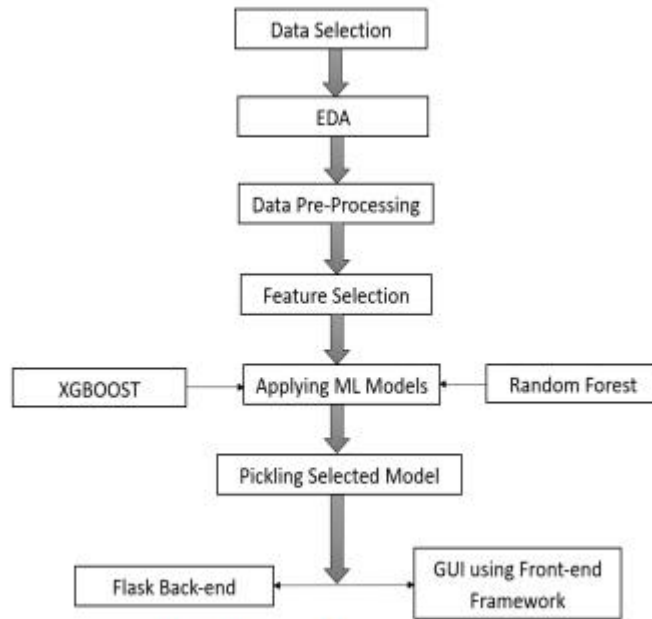 Data Selection
EDA
Data Pre-Processing
Feature Selection
XGBOOST
Applying ML Models
Random Forest
Pickling Selected Model
Flask Back-end
GUI using Front-end
Framework